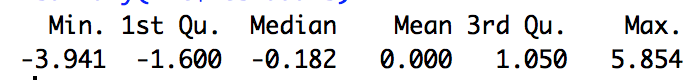 Min. 1st Qu. Median Mean 3rd Qu. Max.
-3.941 -1.600 -0.182 0.000 1.050 5.854